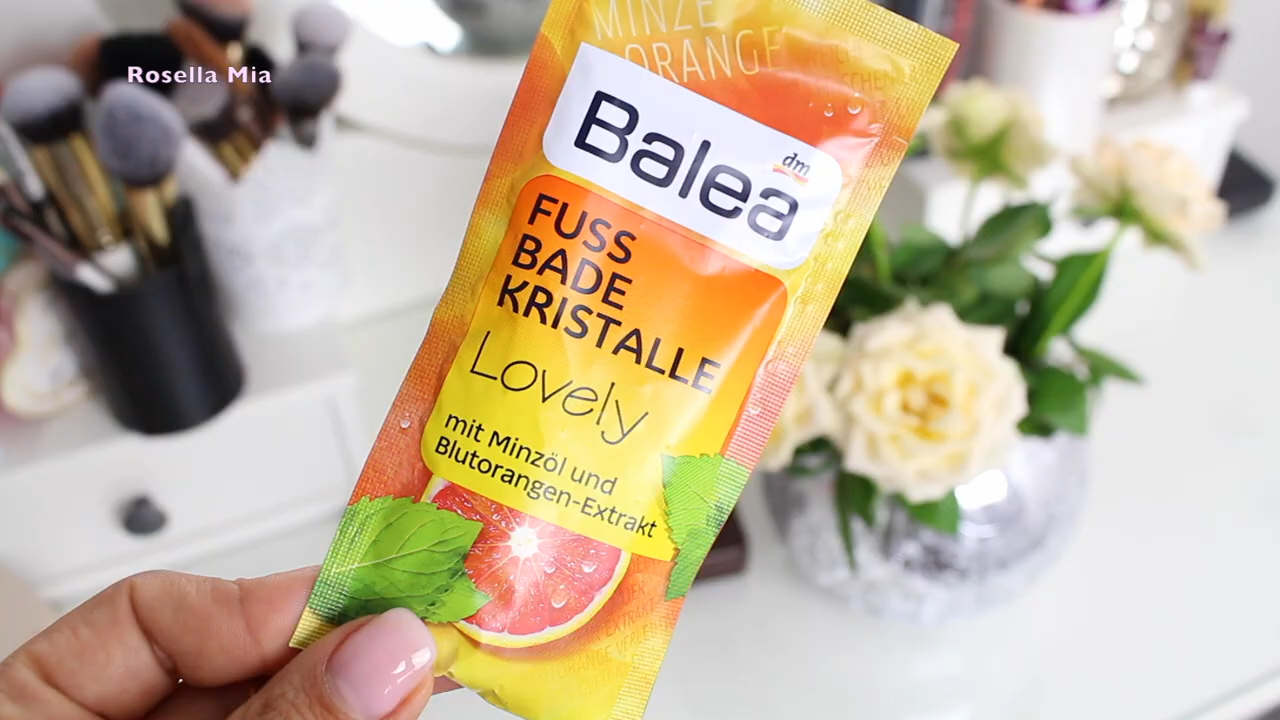 Rosella Mia
MINZE
ORANGE
Balea
dm
FUSS
BADE
KRISTALLE
Lovely
mit Minzöl und
Blutorangen-Extrakt